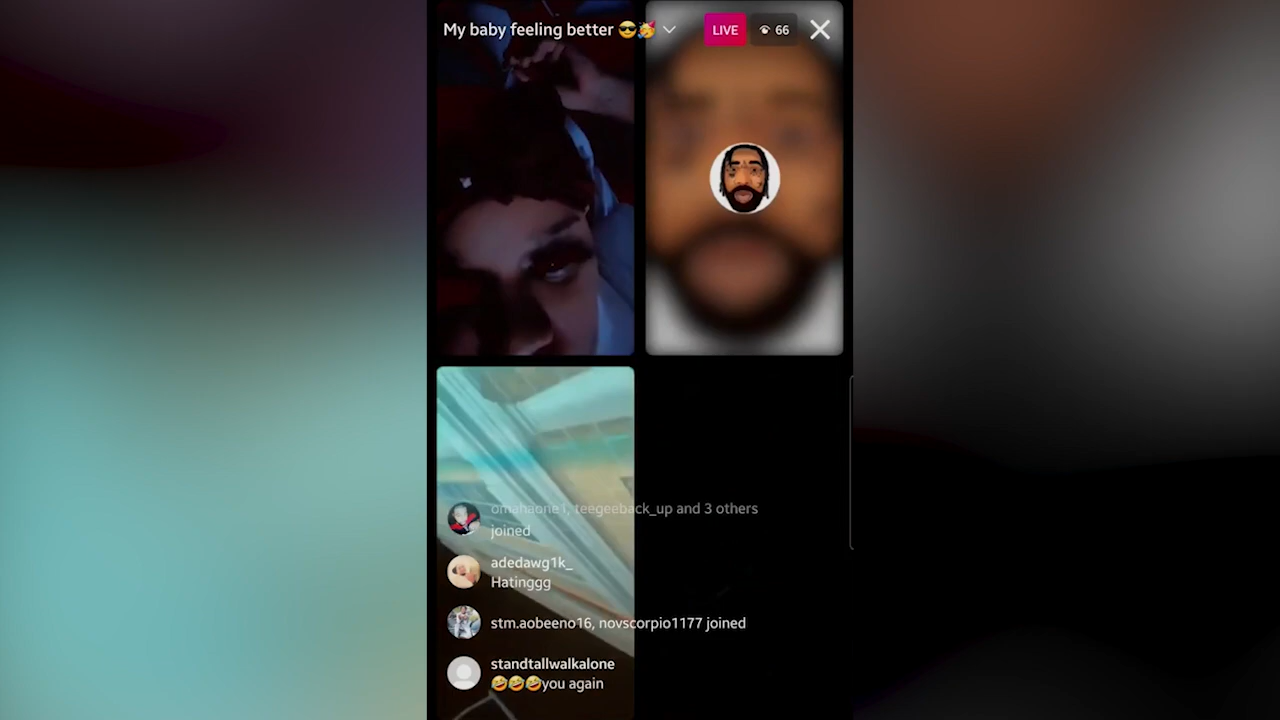 My baby feeling better 😎🥳
LIVE
66
omahaone1, teegeeback_up and 3 others
joined
adedawg1k_
Hatinggg
stm.aobeeno16, novscorpio1177 joined
standtallwalkalone
🤣🤣🤣you again